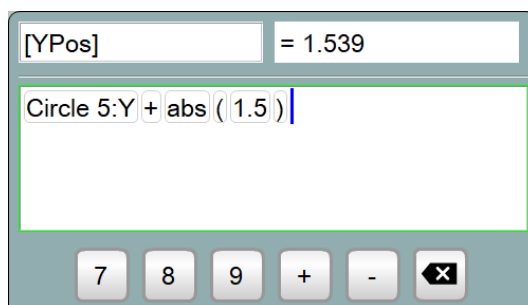 [YPos] = 1.539
Circle 5:Y + abs ( 1.5 )
7 8 9 + -